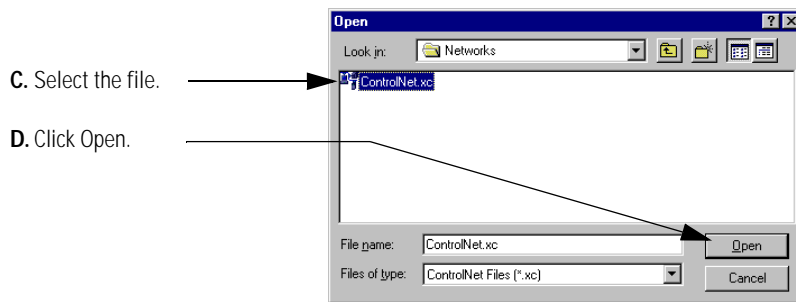 Open
Look in: Networks
C. Select the file.
ControlNet.xc
D. Click Open.
File name: ControlNet.xc Open
Files of type: ControlNet Files (*.xc) Cancel